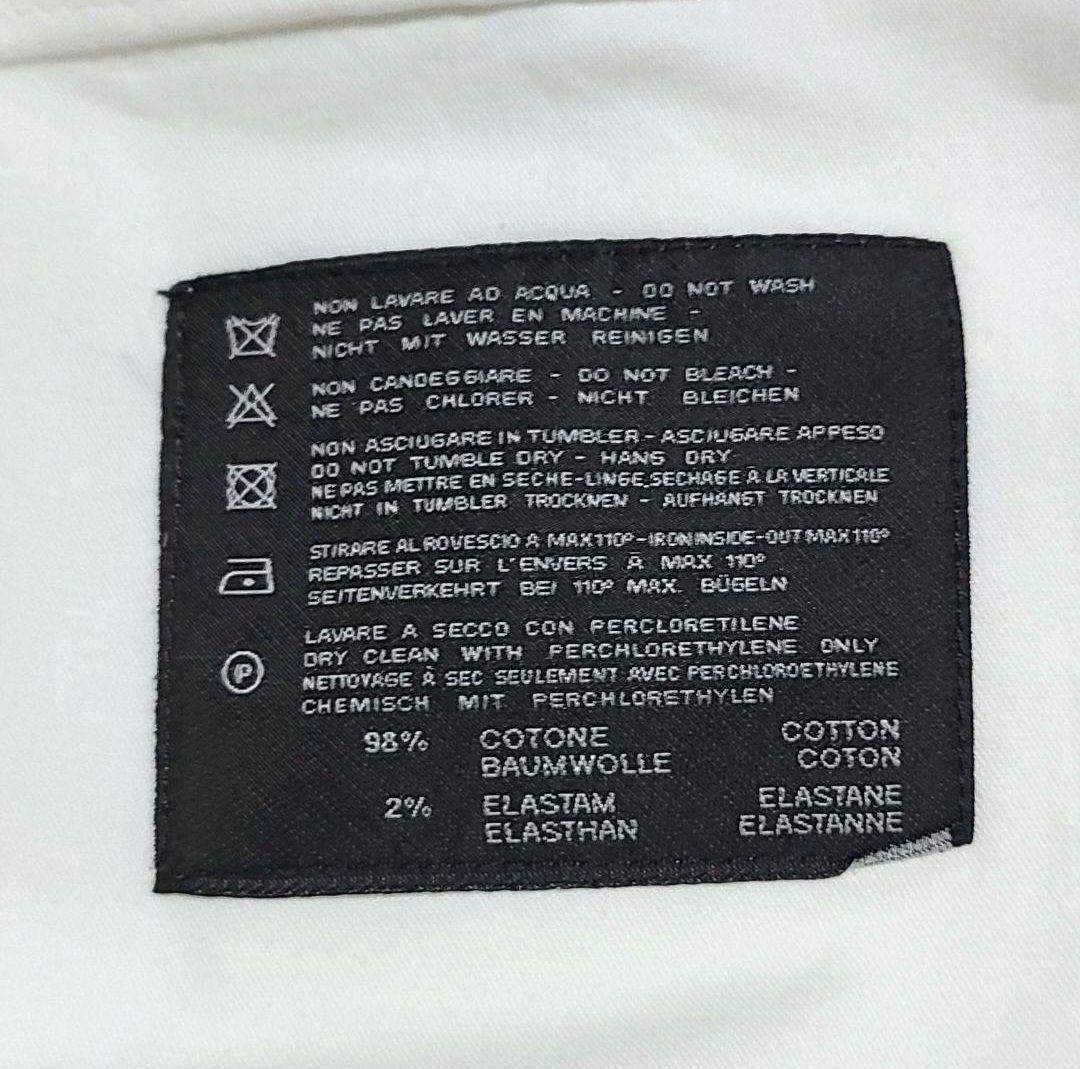 NON LAVARE AD ACQUA - DO NOT WASH
NE PAS LAVER EN MACHINE -
NICHT MIT WASSER REINIGEN
NON CANDEGGIARE - DO NOT BLEACH -
NE PAS CHLORER - NICHT BLEICHEN
NON ASCIUGARE IN TUMBLER - ASCIUGARE APPESO
DO NOT TUMBLE DRY - HANG DRY
NE PAS METTRE EN SECHE-LINGE. SECHAGE À LA VERTICALE
NICHT IN TUMBLER TROCKNEN - AUFHANGT TROCKNEN
STIRARE AL ROVESCIO A MAX 110° - IRON INSIDE-OUT MAX 110°
REPASSER SUR L'ENVERS À MAX 110°
SEITENVERKEHRT BEI 110° MAX. BÜGELN
LAVARE A SECCO CON PERCLORETILENE
DRY CLEAN WITH PERCHLORETHYLENE ONLY
NETTOYAGE À SEC SEULEMENT AVEC PERCHLOROETHYLENE
CHEMISCH MIT PERCHLORETHYLEN
P
98% COTONE COTTON
BAUMWOLLE COTON
2% ELASTAM ELASTANE
ELASTHAN ELASTANNE